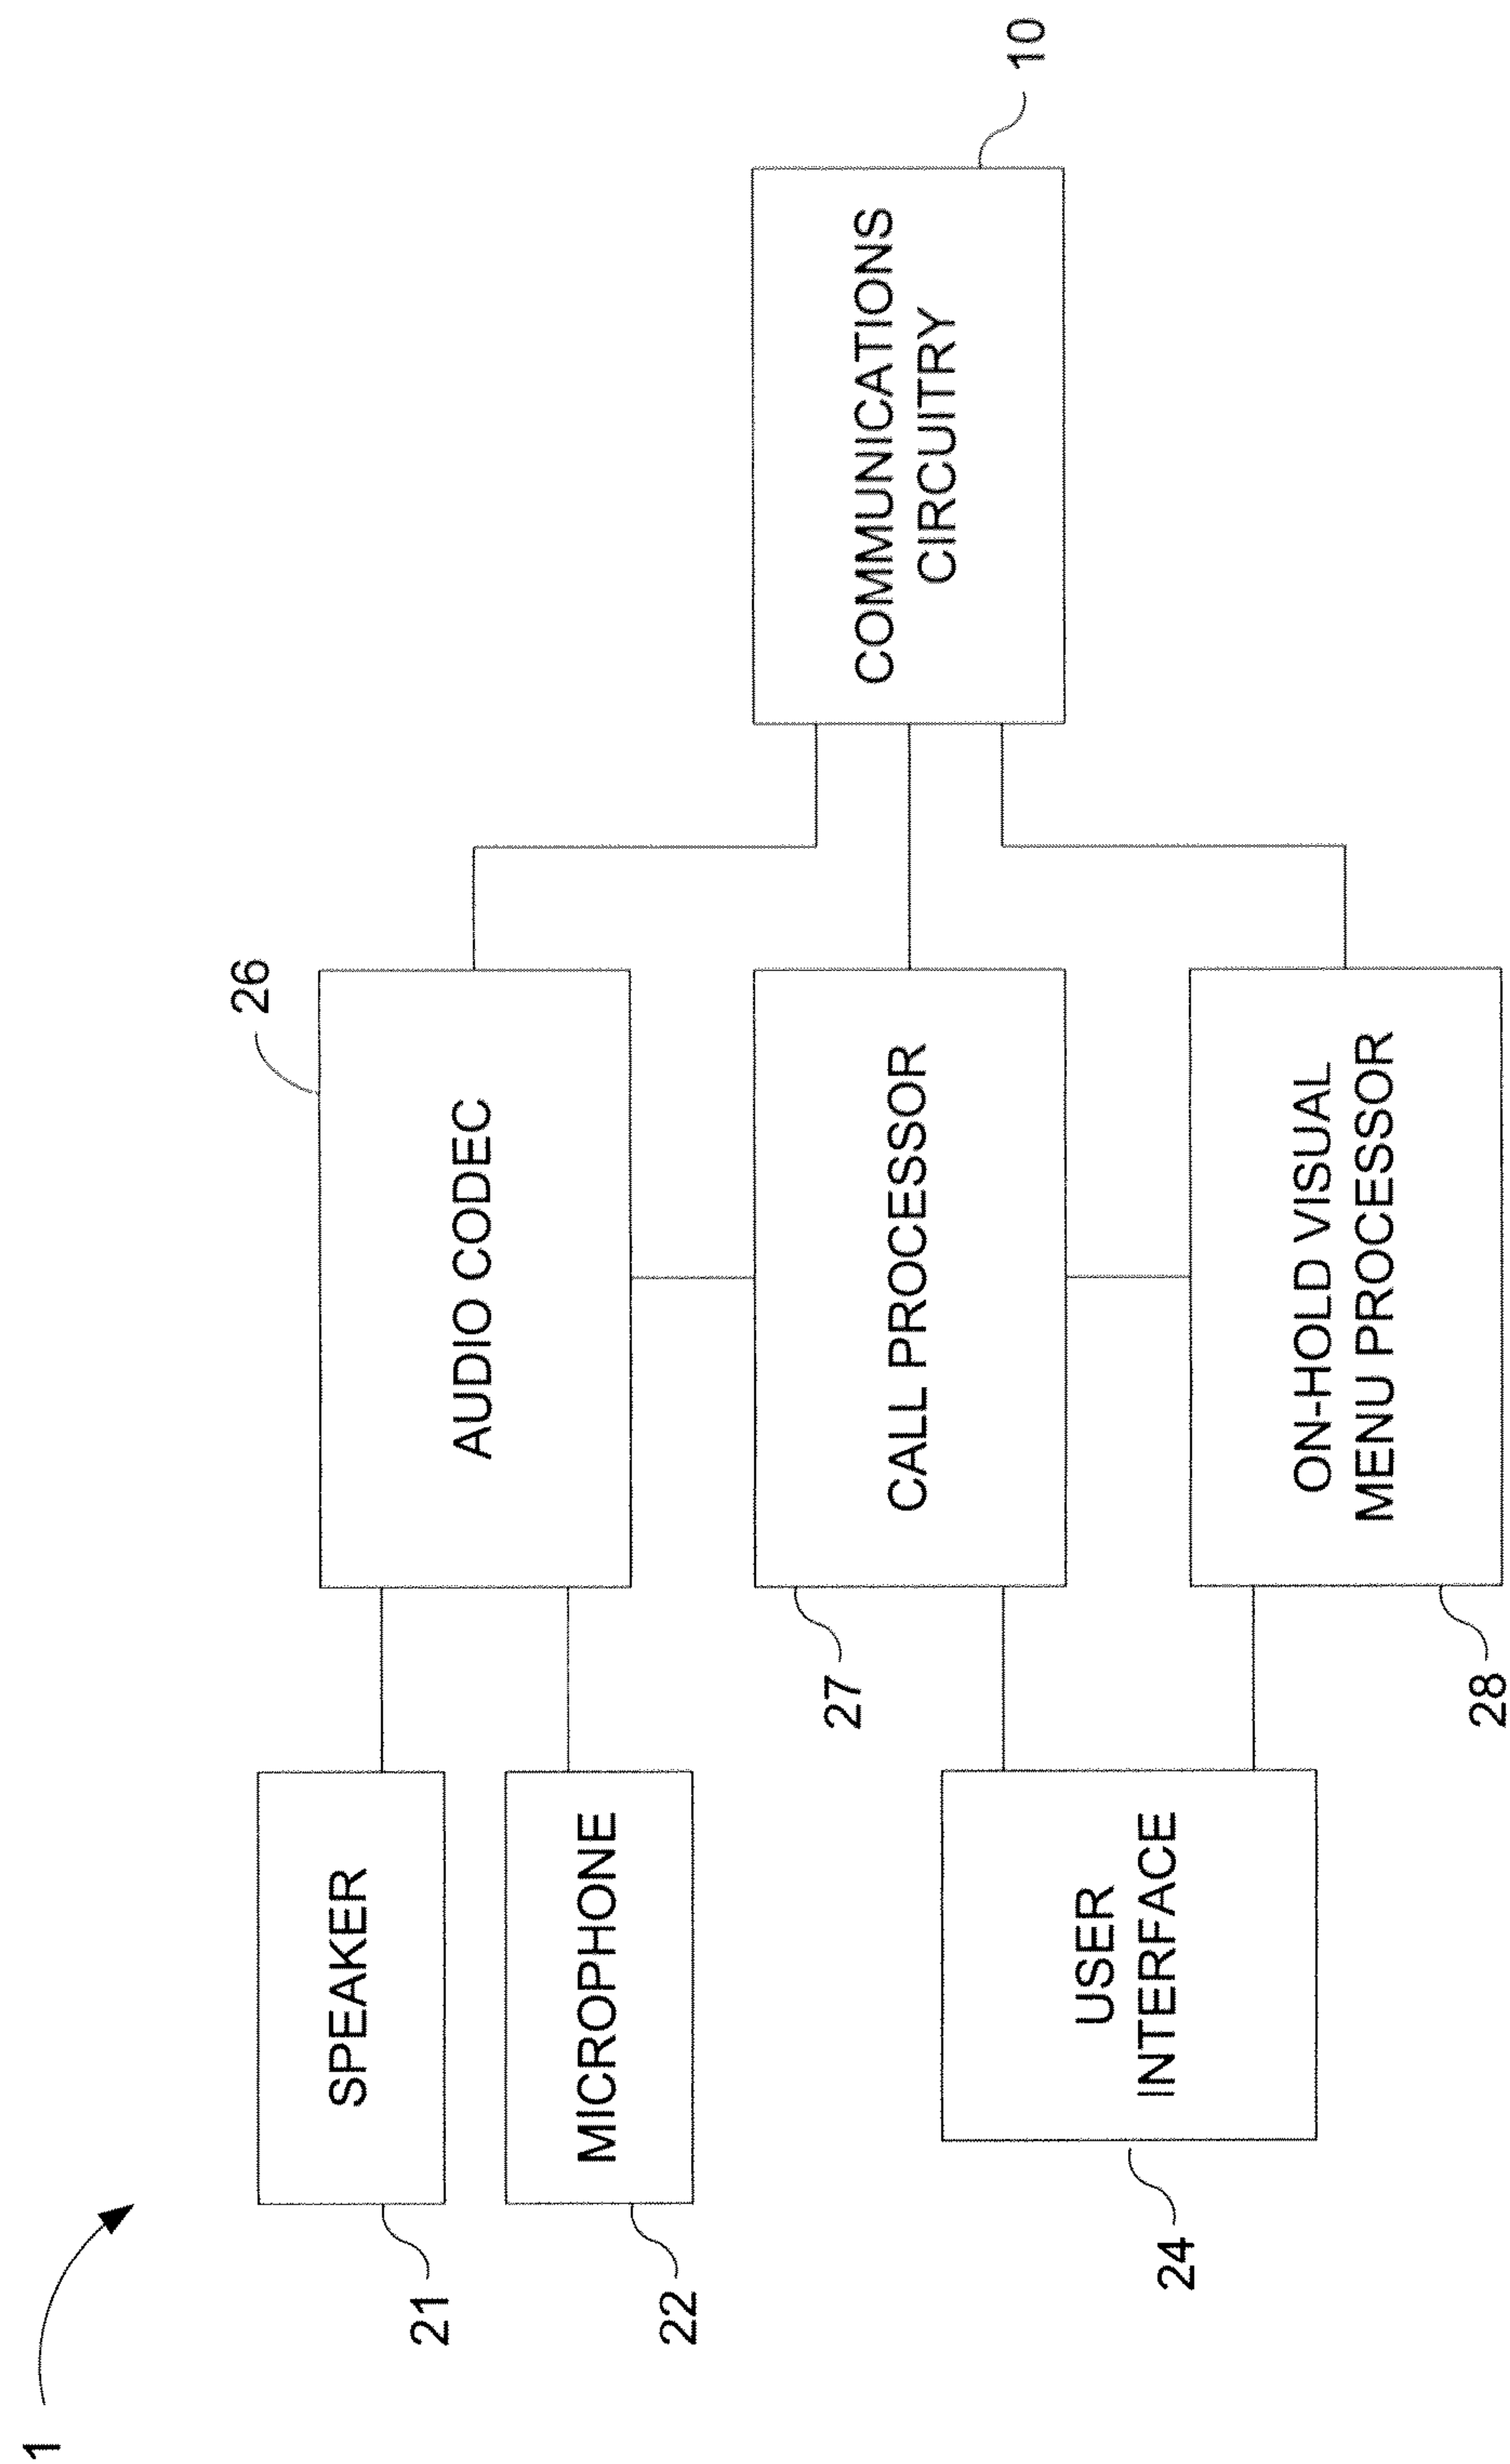 1
SPEAKER
21
MICROPHONE
22
USER
INTERFACE
24
AUDIO CODEC
26
CALL PROCESSOR
27
ON-HOLD VISUAL
MENU PROCESSOR
28
COMMUNICATIONS
CIRCUITRY
10